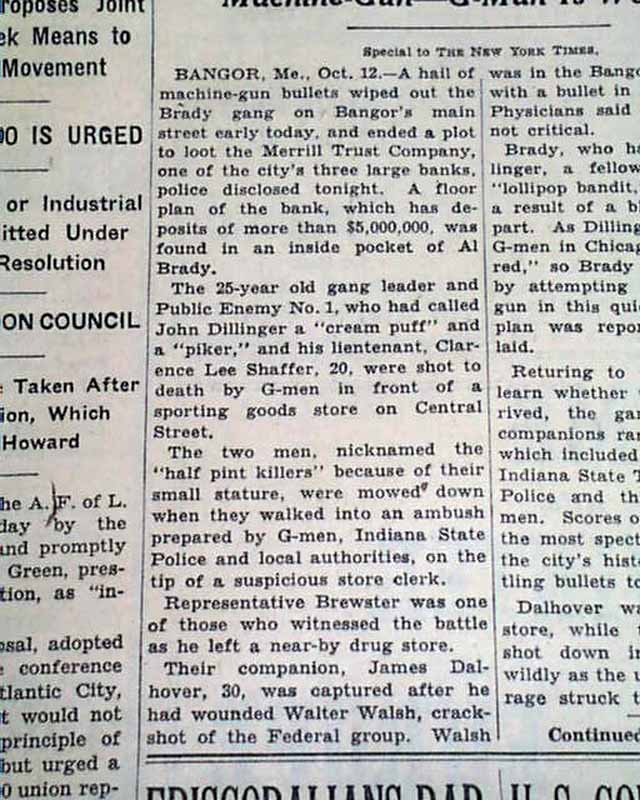 roposes Joint
ek Means to
Movement
O IS URGED
or Industrial
itted Under
Resolution
ON COUNCIL
Taken After
ion, Which
Howard
he A. F. of L.
day by the
and promptly
Green, pres-
tion, as "in-
osal, adopted
conference
tlantic City,
t would not
principle of
but urged a
0 union rep-
Machine-Gun—G-Man Is
Special to THE NEW YORK TIMES.
BANGOR, Me., Oct. 12.—A hail of
machine-gun bullets wiped out the
Brady gang on Bangor's main
street early today, and ended a plot
to loot the Merrill Trust Company,
one of the city's three large banks,
police disclosed tonight. A floor
plan of the bank, which has de-
posits of more than $5,000,000, was
found in an inside pocket of Al
Brady.
The 25-year old gang leader and
Public Enemy No. 1, who had called
John Dillinger a "cream puff" and
a "piker," and his lientenant, Clar-
ence Lee Shaffer, 20, were shot to
death by G-men in front of a
sporting goods store on Central
Street.
The two men, nicknamed the
"half pint killers" because of their
small stature, were mowed down
when they walked into an ambush
prepared by G-men, Indiana State
Police and local authorities, on the
tip of a suspicious store clerk.
Representative Brewster was one
of those who witnessed the battle
as he left a near-by drug store.
Their companion, James Dal-
hover, 30, was captured after he
had wounded Walter Walsh, crack-
shot of the Federal group. Walsh
was in the Bango
with a bullet in
Physicians said
not critical.
Brady, who ha
linger, a fellow
"lollipop bandit,
a result of a b
part. As Dilling
G-men in Chicag
red," so Brady
by attempting
gun in this qui
plan was repor
laid.
Returing to
learn whether
rived, the gan
companions ra
which included
Indiana State T
Police and th
men. Scores o
the most spect
the city's hist
tling bullets to
Dalhover w
store, while
shot down in
wildly as the u
rage struck t
Continued
EPISCOPALIANS BAR
U. S. CO